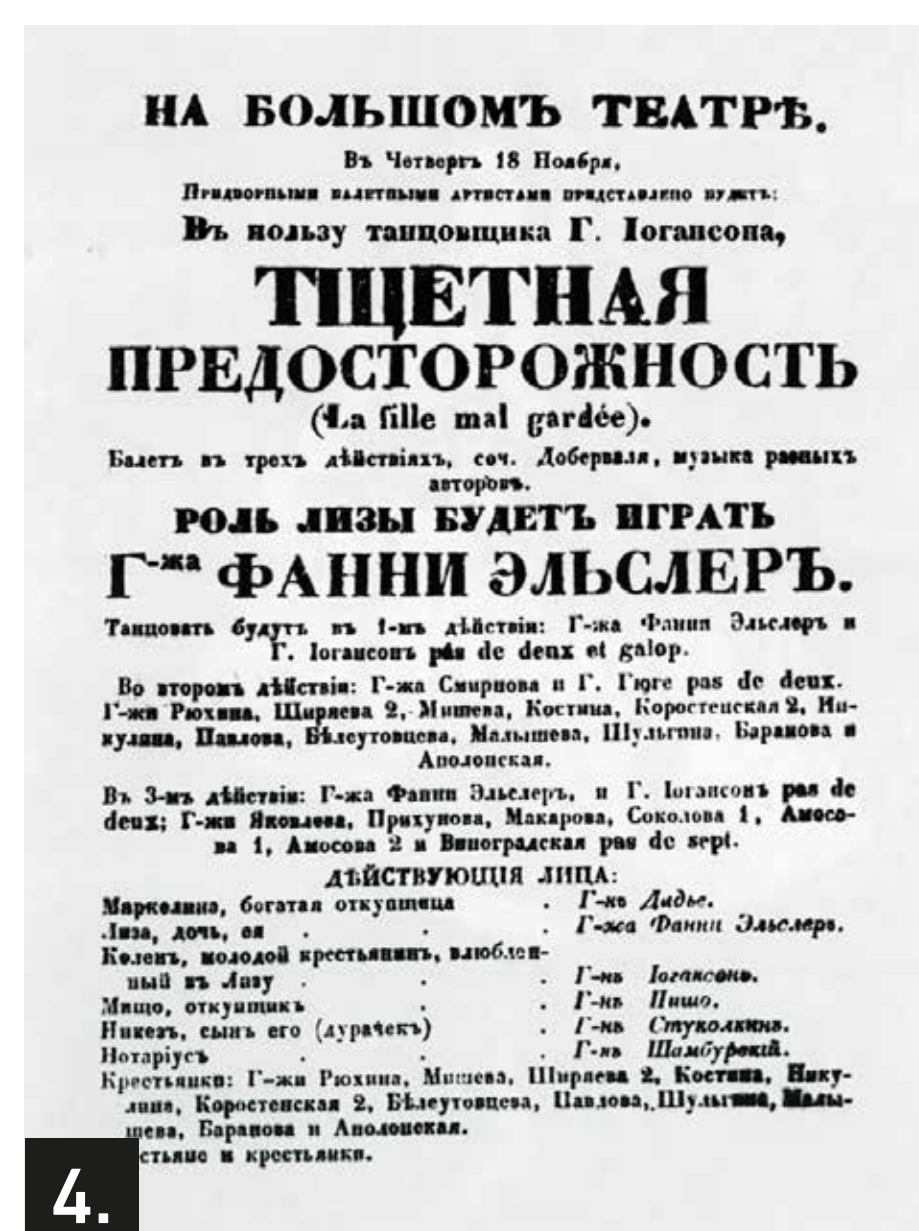 НА БОЛЬШОМЪ ТЕАТРѢ.
Въ Четвергъ 18 Ноября,
Придворными балетными артистами представлено будетъ:
Въ пользу танцовщика Г. Іогансона,
ТЩЕТНАЯ
ПРЕДОСТОРОЖНОСТЬ
(La fille mal gardée).
Балетъ въ трехъ дѣйствіяхъ, соч. Доберваля, музыка разныхъ
авторовъ.
РОЛЬ ЛИЗЫ БУДЕТЪ ИГРАТЬ
Г-жа ФАННИ ЭЛЬСЛЕРЪ.
Танцовать будутъ въ 1-мъ дѣйствіи: Г-жа Фанни Эльслеръ и
Г. Іогансонъ pas de deux et galop.
Во второмъ дѣйствіи: Г-жа Смирнова и Г. Гюге pas de deux.
Г-жи Рюхина, Ширяева 2, Мишева, Костина, Коростенская 2, Ни-
кулина, Павлова, Бѣлеутовцева, Малышева, Шульгина, Баранова и
Аполонская.
Въ 3-мъ дѣйствіи: Г-жа Фанни Эльслеръ, и Г. Іогансонъ pas de
deux; Г-жи Яковлева, Прихунова, Макарова, Соколова 1, Амосо-
ва 1, Амосова 2 и Виноградская pas de sept.
ДѢЙСТВУЮЩІЯ ЛИЦА:
Маркелина, богатая откупщица . Г-нъ Дидье.
Лиза, дочь, ея . . . Г-жа Фанни Эльслеръ.
Коленъ, молодой крестьянинъ, влюблен-
ный въ Лизу . . . Г-нъ Іогансонъ.
Мишо, откупщикъ . . Г-нъ Пишо.
Никезъ, сынъ его (дурачекъ) . Г-нъ Стуколкинъ.
Нотаріусъ . . . Г-нъ Шамбурскій.
Крестьянки: Г-жи Рюхина, Мишева, Ширяева 2, Костина, Нику-
лина, Коростенская 2, Бѣлеутовцева, Павлова, Шульгина, Малы-
шева, Баранова и Аполонская.
стьяне и крестьянки.
4.